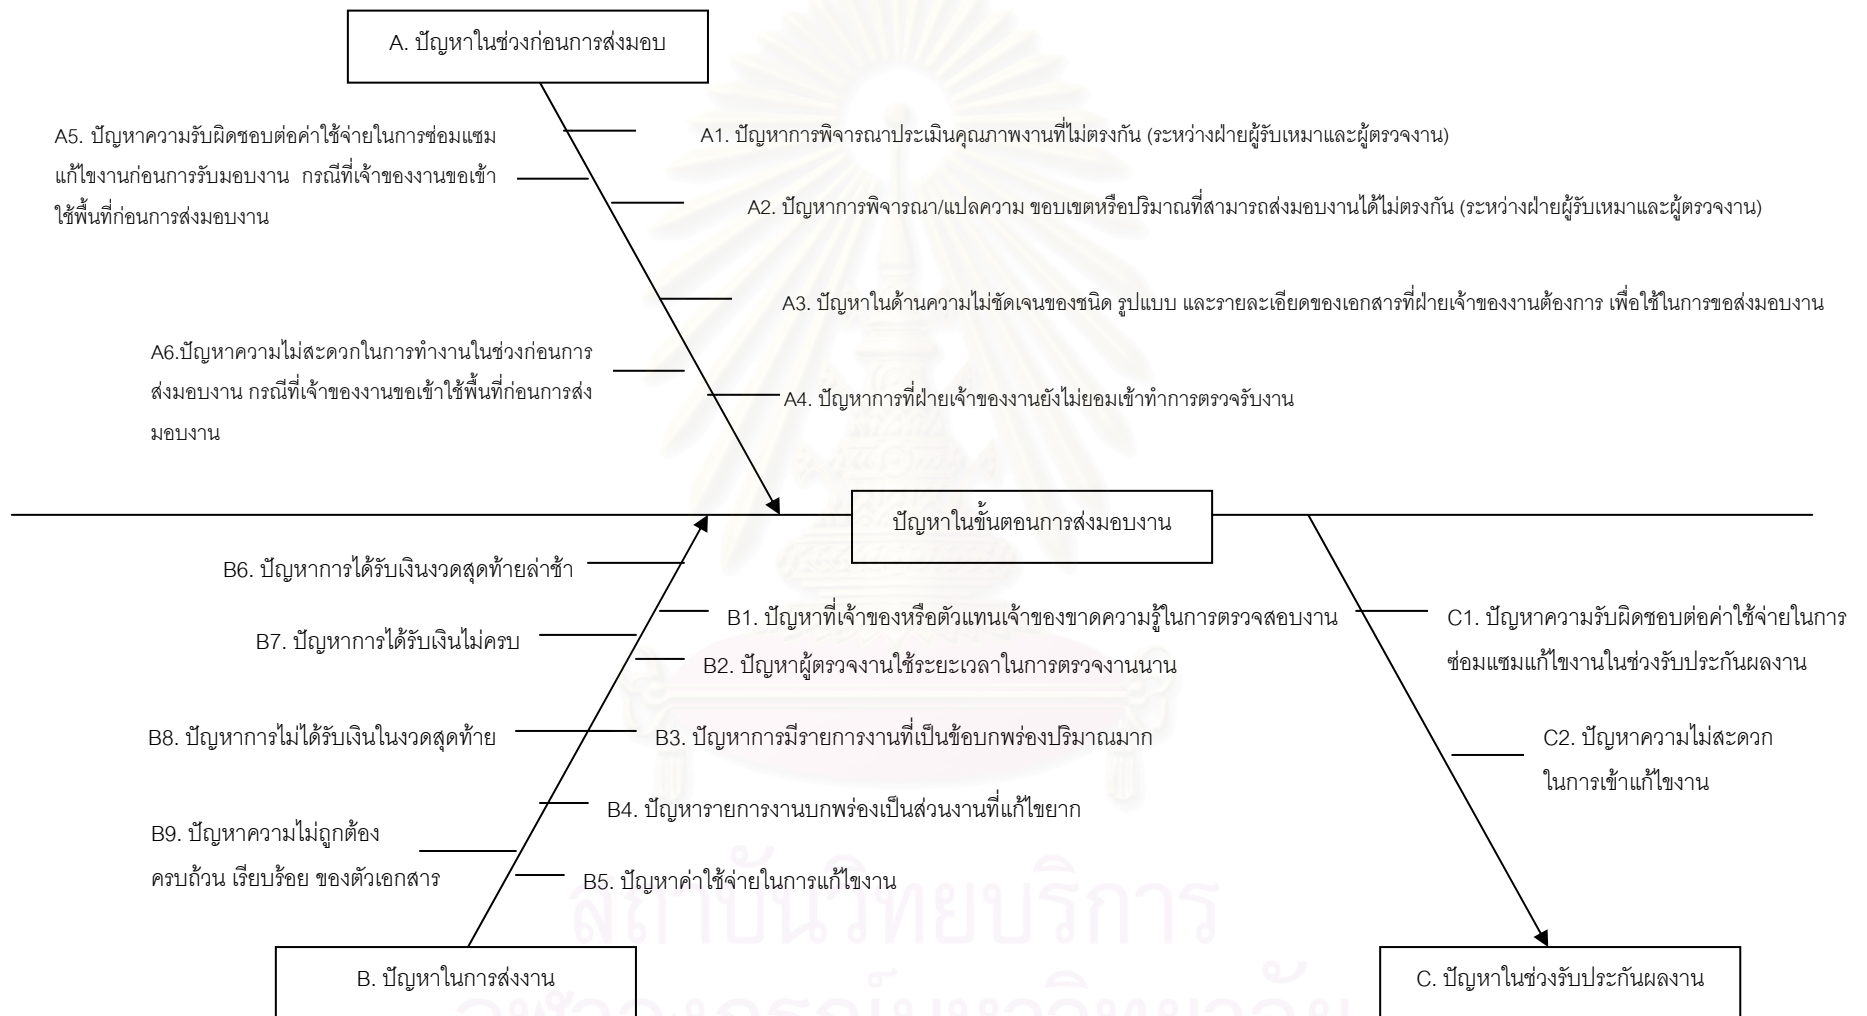 A. ปัญหาในช่วงก่อนการส่งมอบ
A5. ปัญหาความรับผิดชอบต่อค่าใช้จ่ายในการซ่อมแซม
แก้ไขงานก่อนการรับมอบงาน กรณีที่เจ้าของงานขอเข้า
ใช้พื้นที่ก่อนการส่งมอบงาน
A1. ปัญหาการพิจารณาประเมินคุณภาพงานที่ไม่ตรงกัน (ระหว่างฝ่ายผู้รับเหมาและผู้ตรวจงาน)
A2. ปัญหาการพิจารณา/แปลความ ขอบเขตหรือปริมาณที่สามารถส่งมอบงานได้ไม่ตรงกัน (ระหว่างฝ่ายผู้รับเหมาและผู้ตรวจงาน)
A3. ปัญหาในด้านความไม่ชัดเจนของชนิด รูปแบบ และรายละเอียดของเอกสารที่ฝ่ายเจ้าของงานต้องการ เพื่อใช้ในการขอส่งมอบงาน
A6.ปัญหาความไม่สะดวกในการทำงานในช่วงก่อนการ
ส่งมอบงาน กรณีที่เจ้าของงานขอเข้าใช้พื้นที่ก่อนการส่ง
มอบงาน
A4. ปัญหาการที่ฝ่ายเจ้าของงานยังไม่ยอมเข้าทำการตรวจรับงาน
ปัญหาในขั้นตอนการส่งมอบงาน
B6. ปัญหาการได้รับเงินงวดสุดท้ายล่าช้า
B1. ปัญหาที่เจ้าของหรือตัวแทนเจ้าของขาดความรู้ในการตรวจสอบงาน
B7. ปัญหาการได้รับเงินไม่ครบ
B2. ปัญหาผู้ตรวจงานใช้ระยะเวลาในการตรวจงานนาน
B8. ปัญหาการไม่ได้รับเงินในงวดสุดท้าย
B3. ปัญหาการมีรายการงานที่เป็นข้อบกพร่องปริมาณมาก
B4. ปัญหารายการงานบกพร่องเป็นส่วนงานที่แก้ไขยาก
B9. ปัญหาความไม่ถูกต้อง
ครบถ้วน เรียบร้อย ของตัวเอกสาร
B5. ปัญหาค่าใช้จ่ายในการแก้ไขงาน
C1. ปัญหาความรับผิดชอบต่อค่าใช้จ่ายในการ
ซ่อมแซมแก้ไขงานในช่วงรับประกันผลงาน
C2. ปัญหาความไม่สะดวก
ในการเข้าแก้ไขงาน
สถาบันวิทยบริการ
จุฬาลงกรณ์มหาวิทยาลัย
B. ปัญหาในการส่งงาน
C. ปัญหาในช่วงรับประกันผลงาน